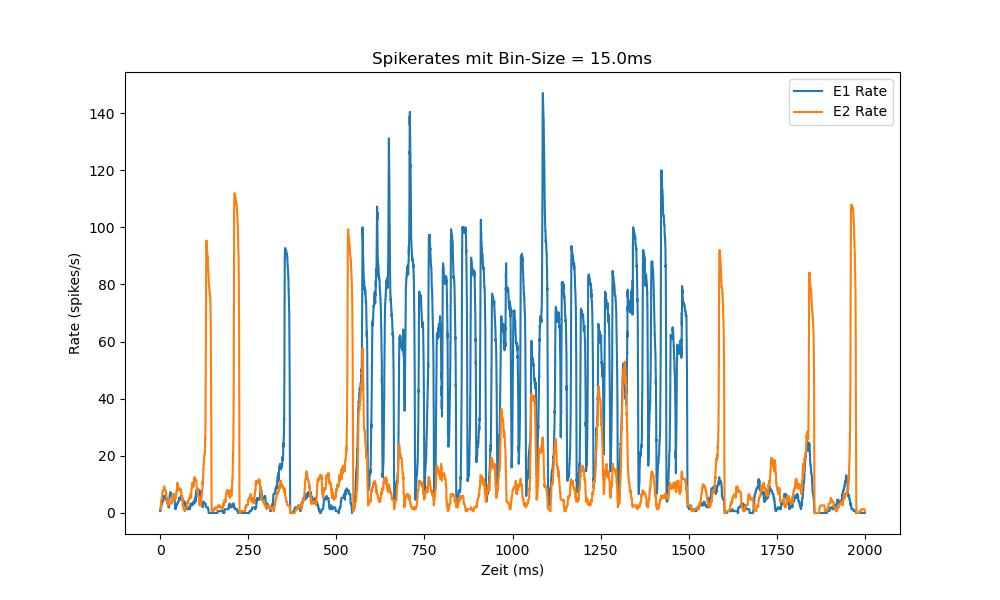 Spikerates mit Bin-Size = 15.0ms
E1 Rate
E2 Rate
140
120
100
80
60
40
20
0
Rate (spikes/s)
0 250 500 750 1000 1250 1500 1750 2000
Zeit (ms)